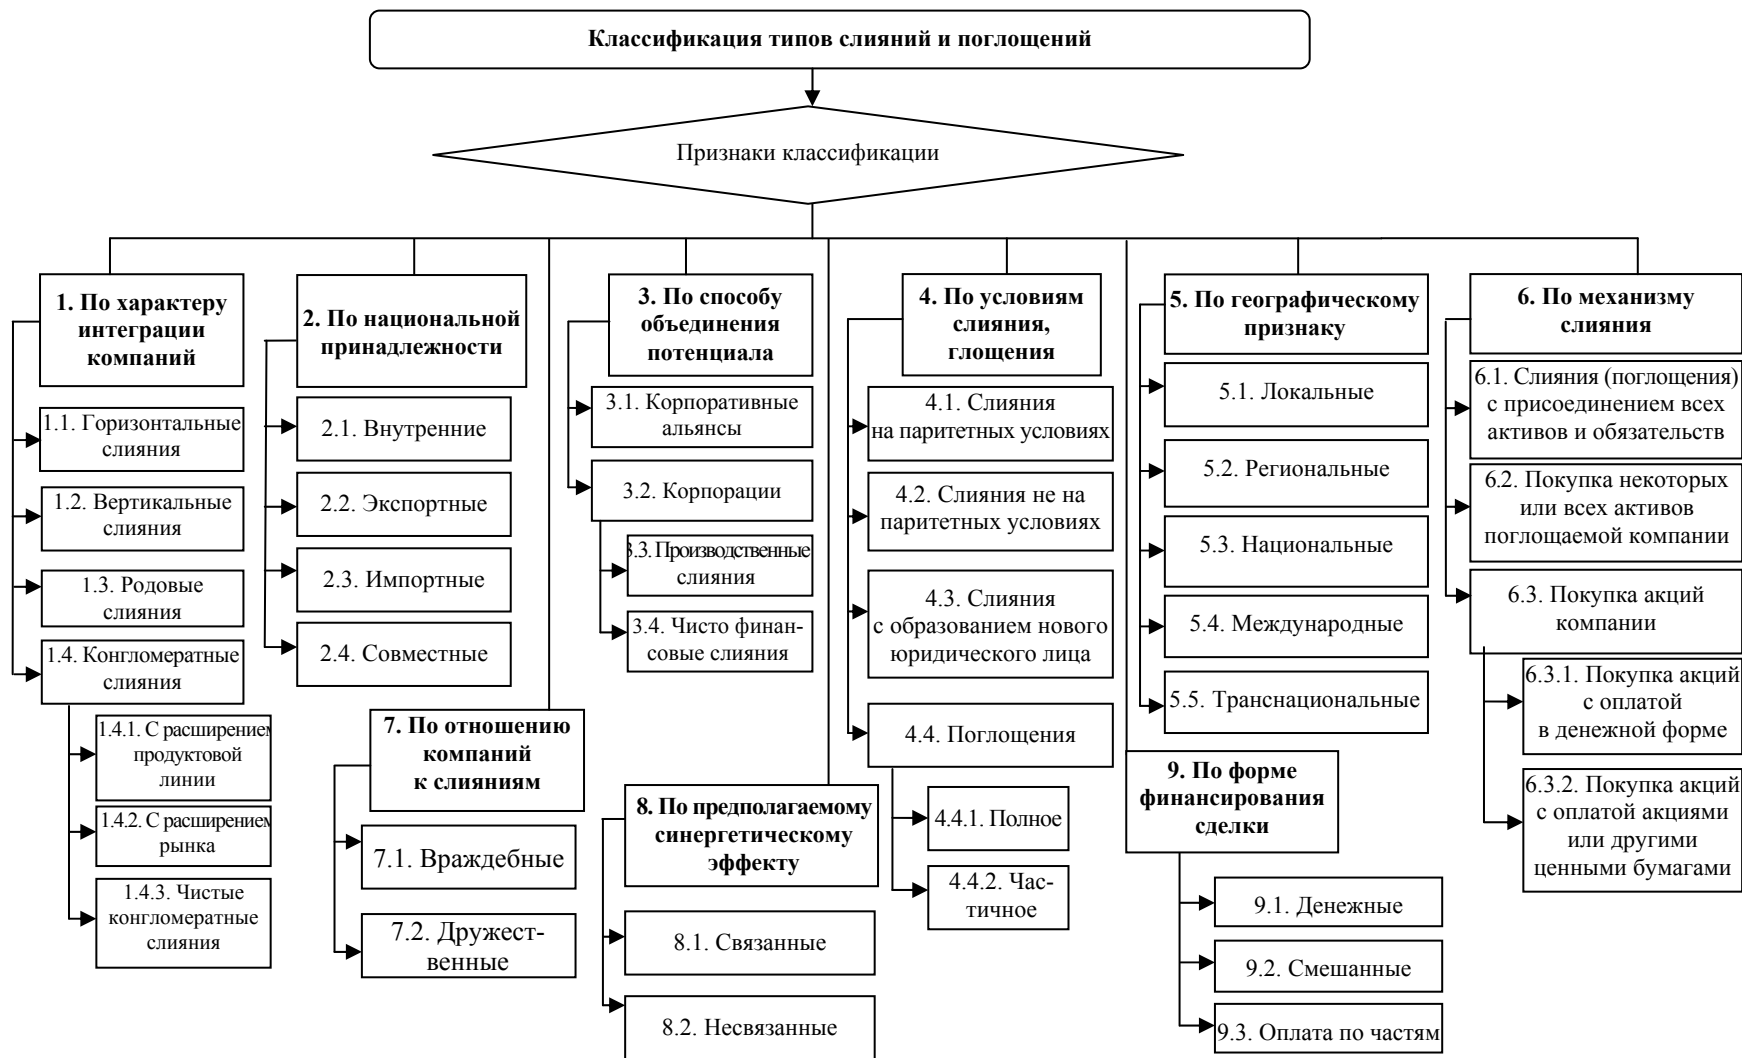 Классификация типов слияний и поглощений
Признаки классификации
1. По характеру
интеграции
компаний
1.1. Горизонтальные
слияния
1.2. Вертикальные
слияния
1.3. Родовые
слияния
1.4. Конгломератные
слияния
1.4.1. С расширением
продуктовой
линии
1.4.2. С расширением
рынка
1.4.3. Чистые
конгломератные
слияния
2. По национальной
принадлежности
2.1. Внутренние
2.2. Экспортные
2.3. Импортные
2.4. Совместные
3. По способу
объединения
потенциала
3.1. Корпоративные
альянсы
3.2. Корпорации
3.3. Производственные
слияния
3.4. Чисто финан-
совые слияния
4. По условиям
слияния,
глощения
4.1. Слияния
на паритетных условиях
4.2. Слияния не на
паритетных условиях
4.3. Слияния
с образованием нового
юридического лица
4.4. Поглощения
4.4.1. Полное
4.4.2. Час-
тичное
5. По географическому
признаку
5.1. Локальные
5.2. Региональные
5.3. Национальные
5.4. Международные
5.5. Транснациональные
6. По механизму
слияния
6.1. Слияния (поглощения)
с присоединением всех
активов и обязательств
6.2. Покупка некоторых
или всех активов
поглощаемой компании
6.3. Покупка акций
компании
6.3.1. Покупка акций
с оплатой
в денежной форме
6.3.2. Покупка акций
с оплатой акциями
или другими
ценными бумагами
7. По отношению
компаний
к слияниям
7.1. Враждебные
7.2. Дружест-
венные
8. По предполагаемому
синергетическому
эффекту
8.1. Связанные
8.2. Несвязанные
9. По форме
финансирования
сделки
9.1. Денежные
9.2. Смешанные
9.3. Оплата по частям